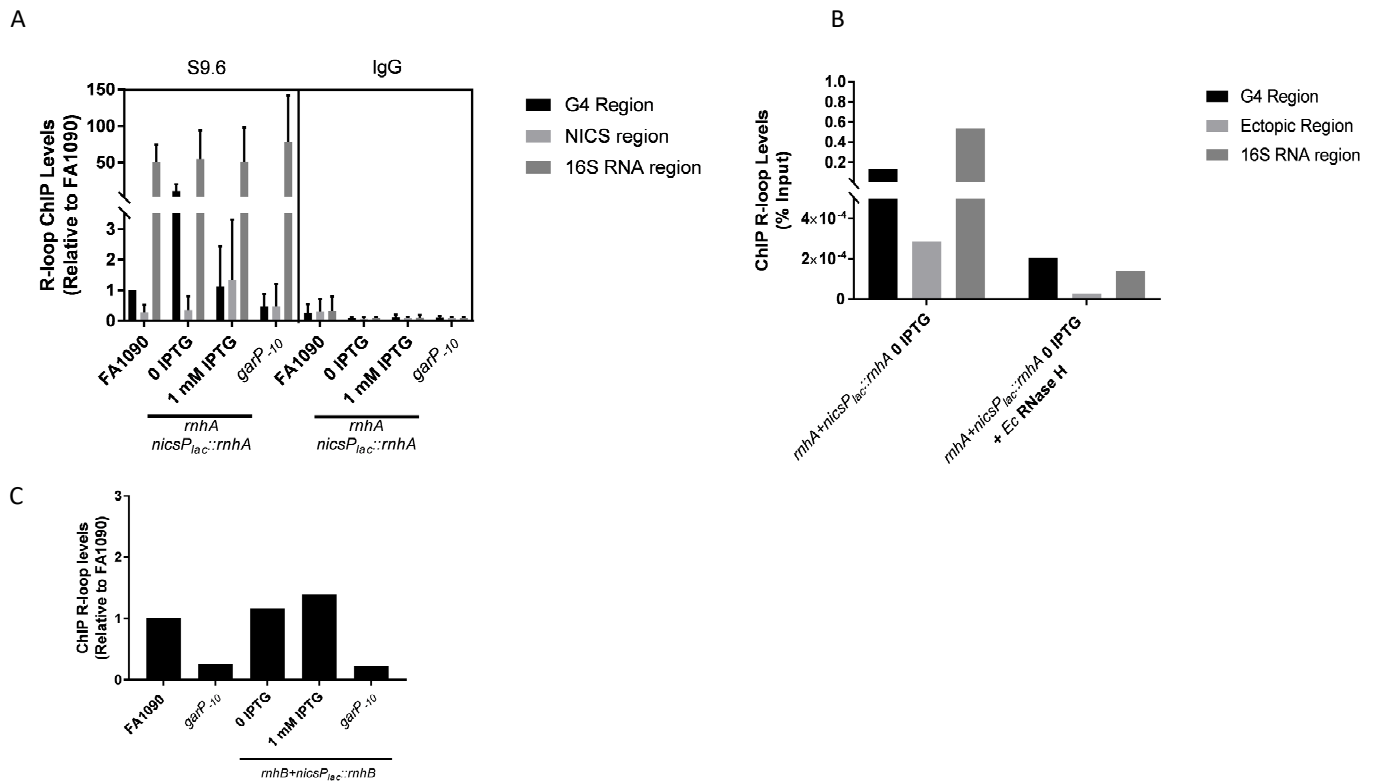 A
S9.6
IgG
R-loop ChIP Levels
(Relative to FA1090)
150
100
50
3
2
1
0
FA1090
0 IPTG
1 mM IPTG
garP-10
FA1090
0 IPTG
1 mM IPTG
garP-10
rnhA
nicsPlac::rnhA
rnhA
nicsPlac::rnhA
G4 Region
NICS region
16S RNA region
B
ChIP R-loop Levels
(% Input)
1.0
0.8
0.6
0.4
0.2
4×10-4
2×10-4
0
rnhA+nicsPlac::rnhA 0 IPTG
rnhA+nicsPlac::rnhA 0 IPTG
+ Ec RNase H
G4 Region
Ectopic Region
16S RNA region
C
ChIP R-loop levels
(Relative to FA1090)
3
2
1
0
FA1090
garP-10
0 IPTG
1 mM IPTG
garP-10
rnhB+nicsPlac::rnhB